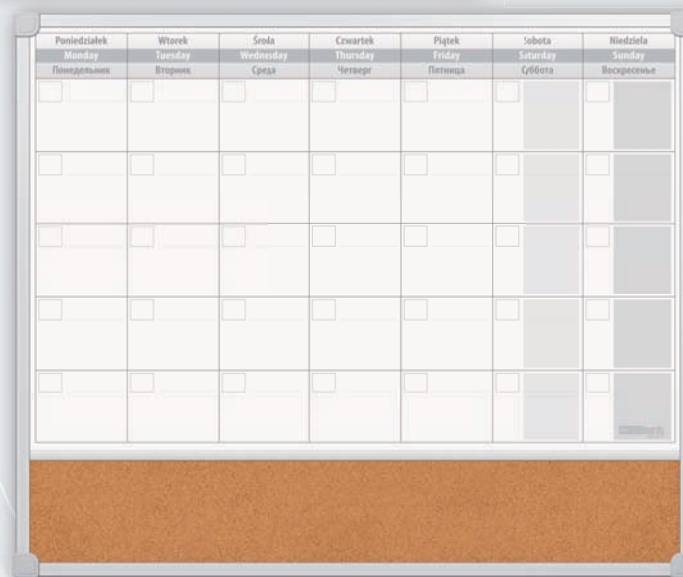 Poniedziałek Wtorek Środa Czwartek Piątek Sobota Niedziela
Monday Tuesday Wednesday Thursday Friday Saturday Sunday
Понедельник Вторник Среда Четверг Пятница Суббота Воскресенье